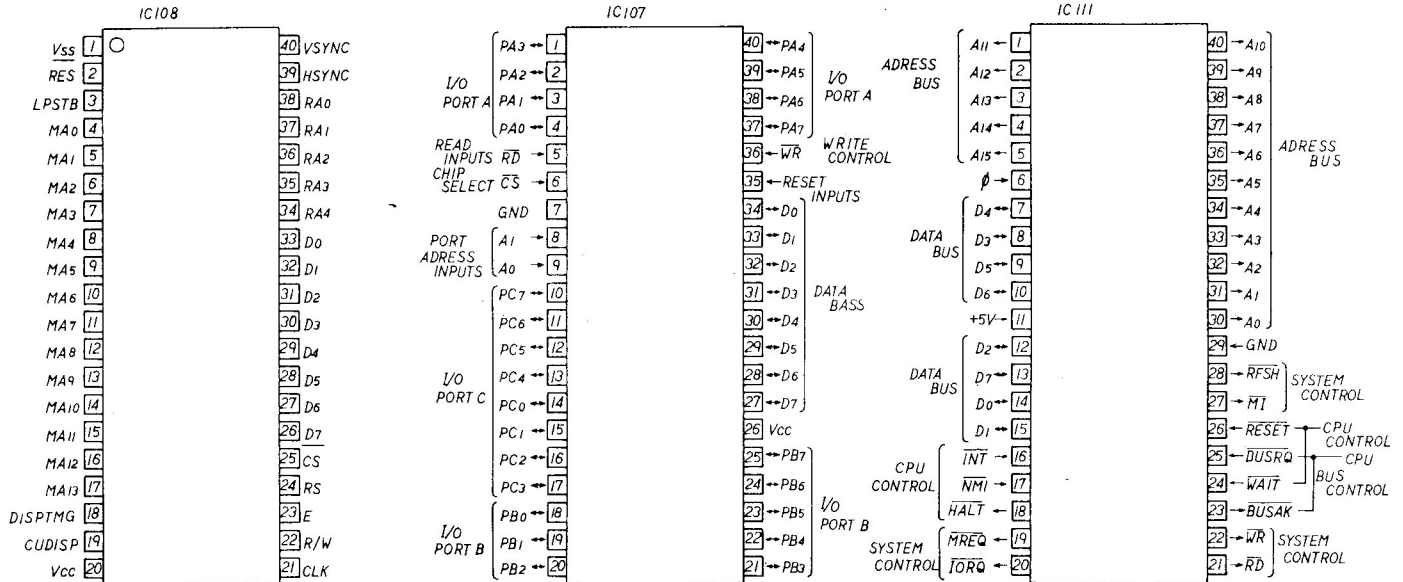 IC108
Vss 1
RES 2
LPSTB 3
MA0 4
MA1 5
MA2 6
MA3 7
MA4 8
MA5 9
MA6 10
MA7 11
MA8 12
MA9 13
MA10 14
MA11 15
MA12 16
MA13 17
DISPTMG 18
CUDISP 19
Vcc 20
40 VSYNC
39 HSYNC
38 RA0
37 RA1
36 RA2
35 RA3
34 RA4
33 D0
32 D1
31 D2
30 D3
29 D4
28 D5
27 D6
26 D7
25 CS
24 RS
23 E
22 R/W
21 CLK
IC107
I/O
PORT A
PA3 ↔ 1
PA2 ↔ 2
PA1 ↔ 3
PA0 ↔ 4
READ
INPUTS RD → 5
CHIP
SELECT CS → 6
GND 7
PORT
ADRESS
INPUTS
A1 → 8
A0 → 9
I/O
PORT C
PC7 ↔ 10
PC6 ↔ 11
PC5 ↔ 12
PC4 ↔ 13
PC0 ↔ 14
PC1 ↔ 15
PC2 ↔ 16
PC3 ↔ 17
I/O
PORT B
PB0 ↔ 18
PB1 ↔ 19
PB2 ↔ 20
40 ↔ PA4
39 ↔ PA5
38 ↔ PA6
37 ↔ PA7
I/O
PORT A
36 ← WR WRITE
CONTROL
35 ← RESET
INPUTS
34 ↔ D0
33 ↔ D1
32 ↔ D2
31 ↔ D3
30 ↔ D4
29 ↔ D5
28 ↔ D6
27 ↔ D7
DATA
BASS
26 Vcc
25 ↔ PB7
24 ↔ PB6
23 ↔ PB5
22 ↔ PB4
21 ↔ PB3
I/O
PORT B
IC111
ADRESS
BUS
A11 ← 1
A12 ← 2
A13 ← 3
A14 ← 4
A15 ← 5
ø → 6
DATA
BUS
D4 ↔ 7
D3 ↔ 8
D5 ↔ 9
D6 ↔ 10
+5V → 11
DATA
BUS
D2 ↔ 12
D7 ↔ 13
D0 ↔ 14
D1 ↔ 15
CPU
CONTROL
INT → 16
NMI → 17
HALT ← 18
SYSTEM
CONTROL
MREQ ← 19
IORQ ← 20
40 → A10
39 → A9
38 → A8
37 → A7
36 → A6
35 → A5
34 → A4
33 → A3
32 → A2
31 → A1
30 → A0
ADRESS
BUS
29 ← GND
28 → RFSH
27 → M1
SYSTEM
CONTROL
26 ← RESET
CPU
CONTROL
25 ← DUSRQ
CPU
BUS
CONTROL
24 ← WAIT
23 → BUSAK
22 → WR
21 → RD
SYSTEM
CONTROL